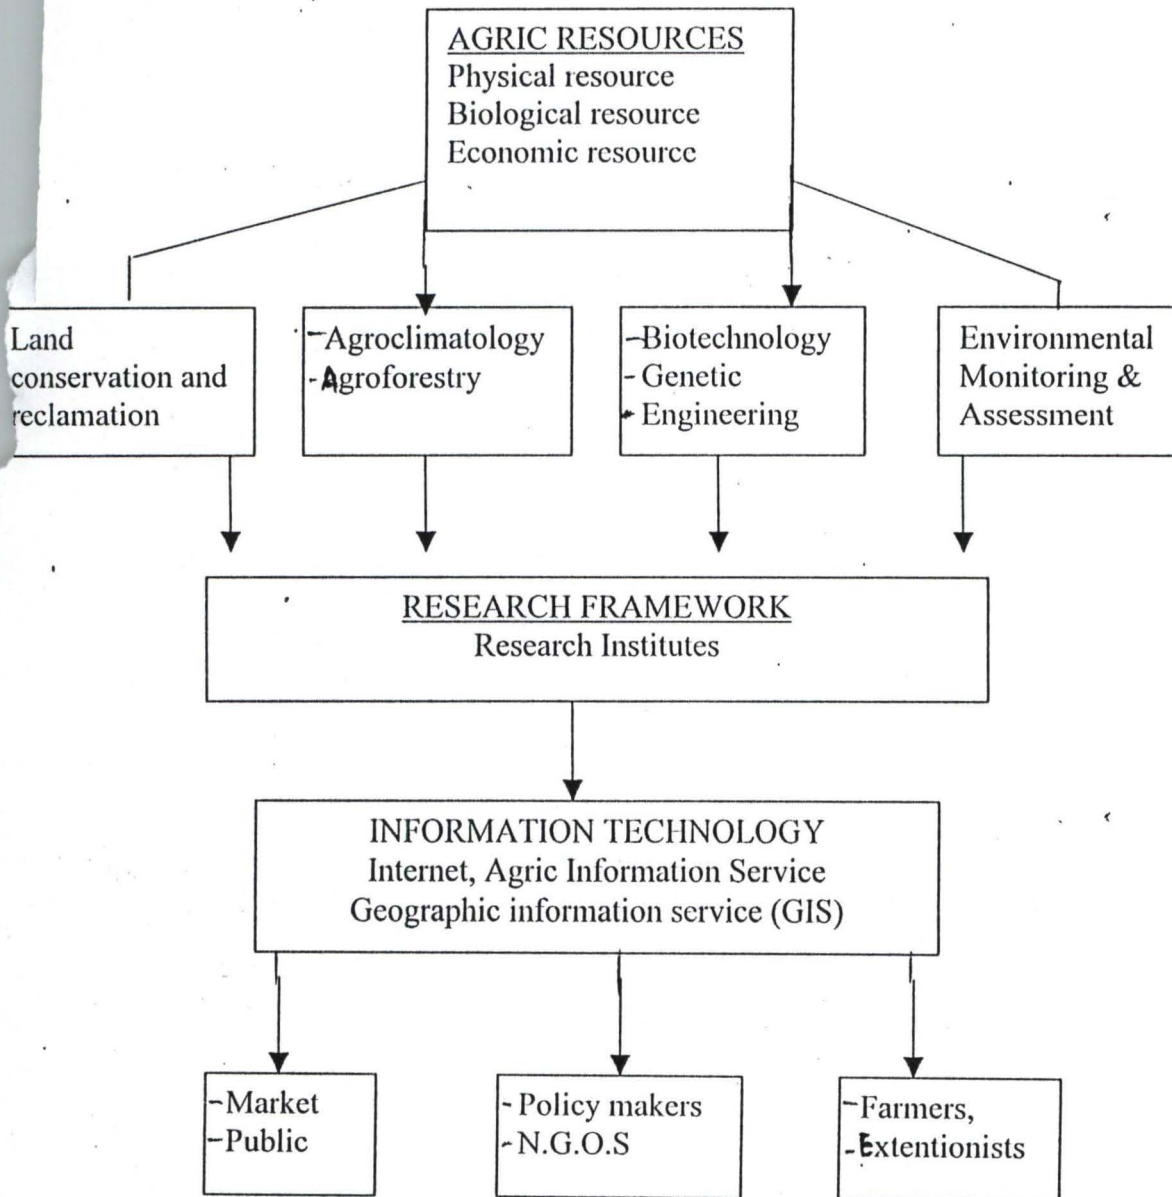 AGRIC RESOURCES
Physical resource
Biological resource
Economic resource
Land
conservation and
reclamation
-Agroclimatology
-Agroforestry
-Biotechnology
- Genetic
- Engineering
Environmental
Monitoring &
Assessment
RESEARCH FRAMEWORK
Research Institutes
INFORMATION TECHNOLOGY
Internet, Agric Information Service
Geographic information service (GIS)
-Market
-Public
- Policy makers
-N.G.O.S
-Farmers,
-Extentionists